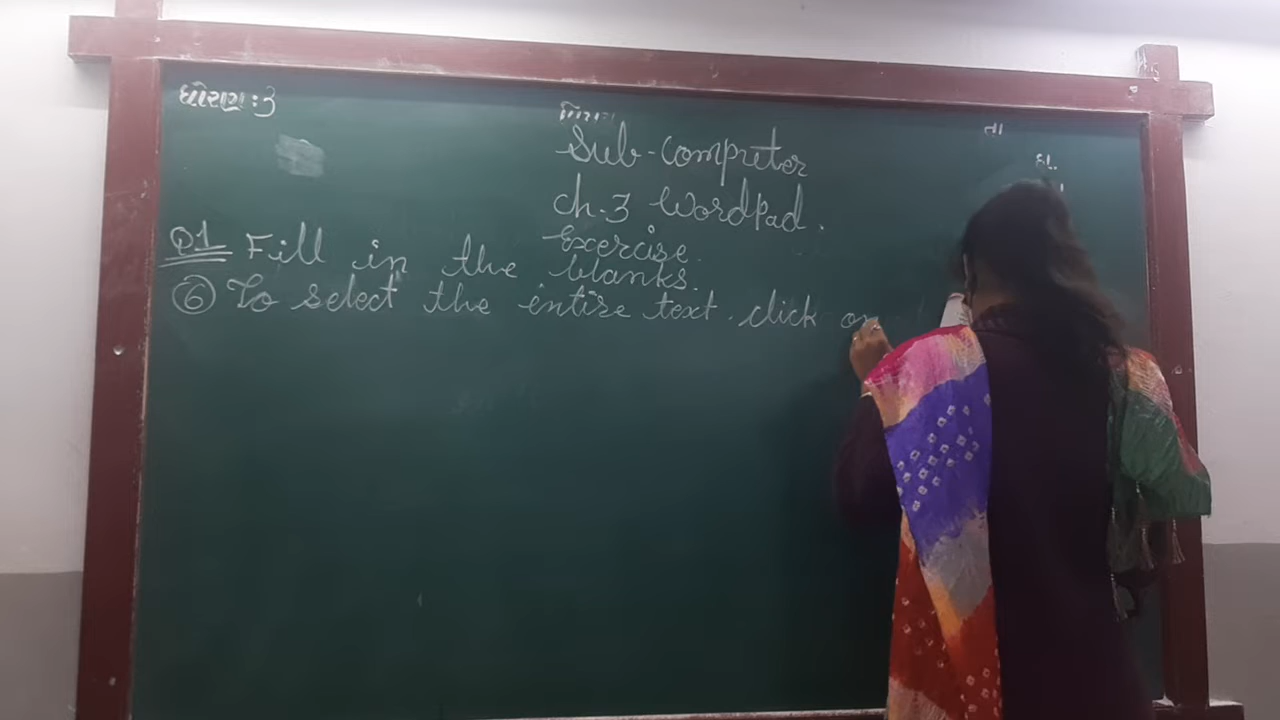 ધોરણ : 3
તા
Sub-computer
ch.3 WordPad.
Exercise.
Q1 Fill in the blanks.
6 To select the entire text. click on